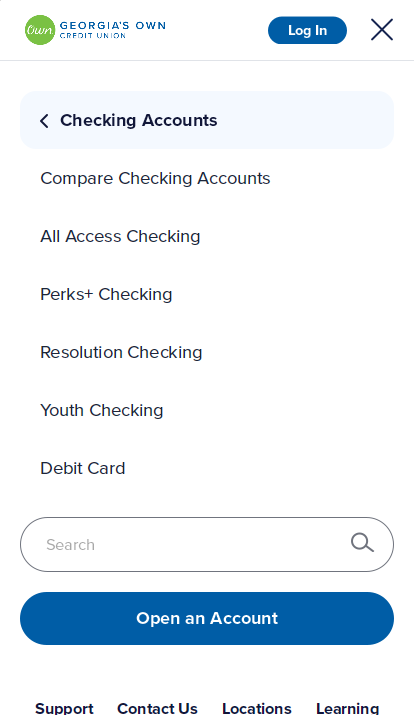 Own
GEORGIA'S OWN
CREDIT UNION
Log In
Checking Accounts
Compare Checking Accounts
All Access Checking
Perks+ Checking
Resolution Checking
Youth Checking
Debit Card
Search
Open an Account
Support Contact Us Locations Learning